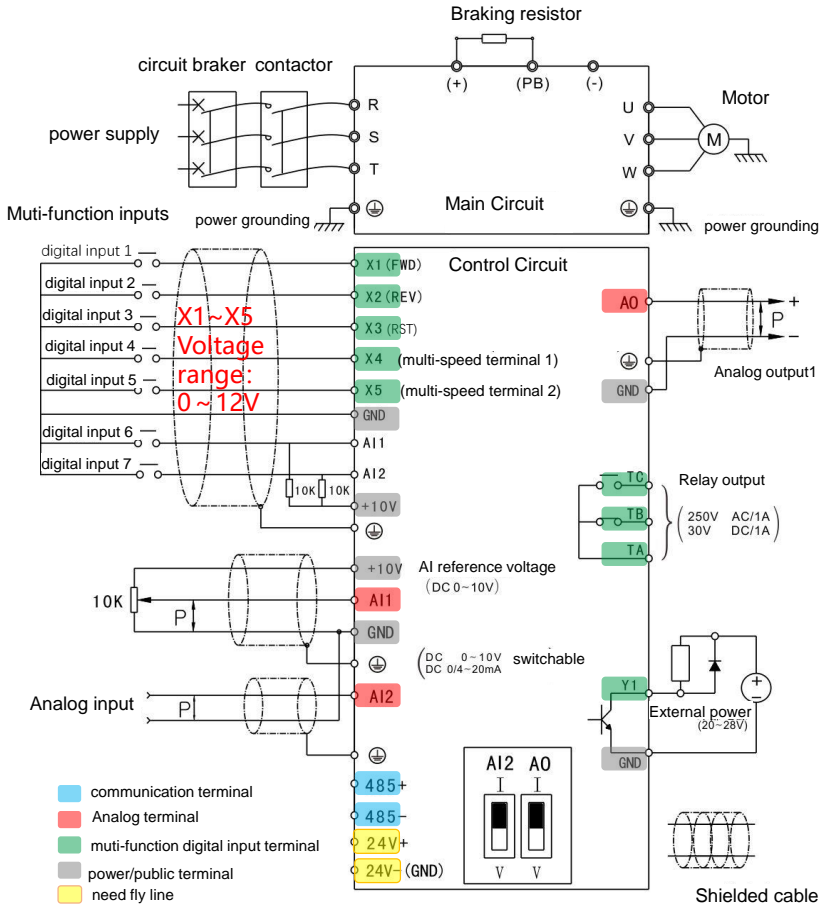 Braking resistor
circuit braker contactor
(+) (PB) (-)
R
S
T
power supply
U
V
W
M
Motor
Main Circuit
power grounding
power grounding
Muti-function inputs
digital input 1
digital input 2
digital input 3
digital input 4
digital input 5
digital input 6
digital input 7
X1~X5
Voltage
range:
0~12V
Control Circuit
X1 (FWD)
X2 (REV)
X3 (RST)
X4 (multi-speed terminal 1)
X5 (multi-speed terminal 2)
GND
AI1
AI2
10K 10K
+10V
AO
GND
+
P
−
Analog output1
TC
TB
TA
Relay output
250V AC/1A
30V DC/1A
+10V
AI reference voltage
(DC 0~10V)
10K
P
AI1
GND
(DC 0~10V
DC 0/4~20mA
switchable
Analog input
P
AI2
Y1
External power
(20~28V)
GND
AI2 AO
I I
V V
485+
485-
24V+
24V- (GND)
communication terminal
Analog terminal
muti-function digital input terminal
power/public terminal
need fly line
Shielded cable